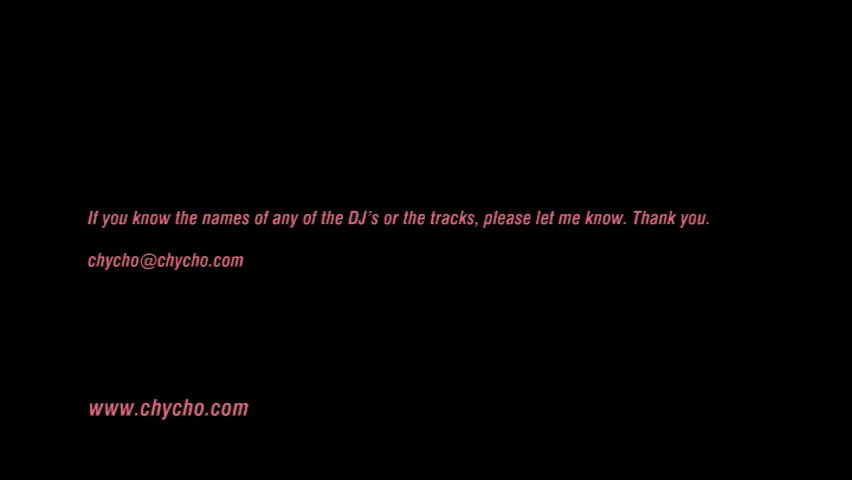 If you know the names of any of the DJ's or the tracks, please let me know. Thank you.
chycho@chycho.com
www.chycho.com